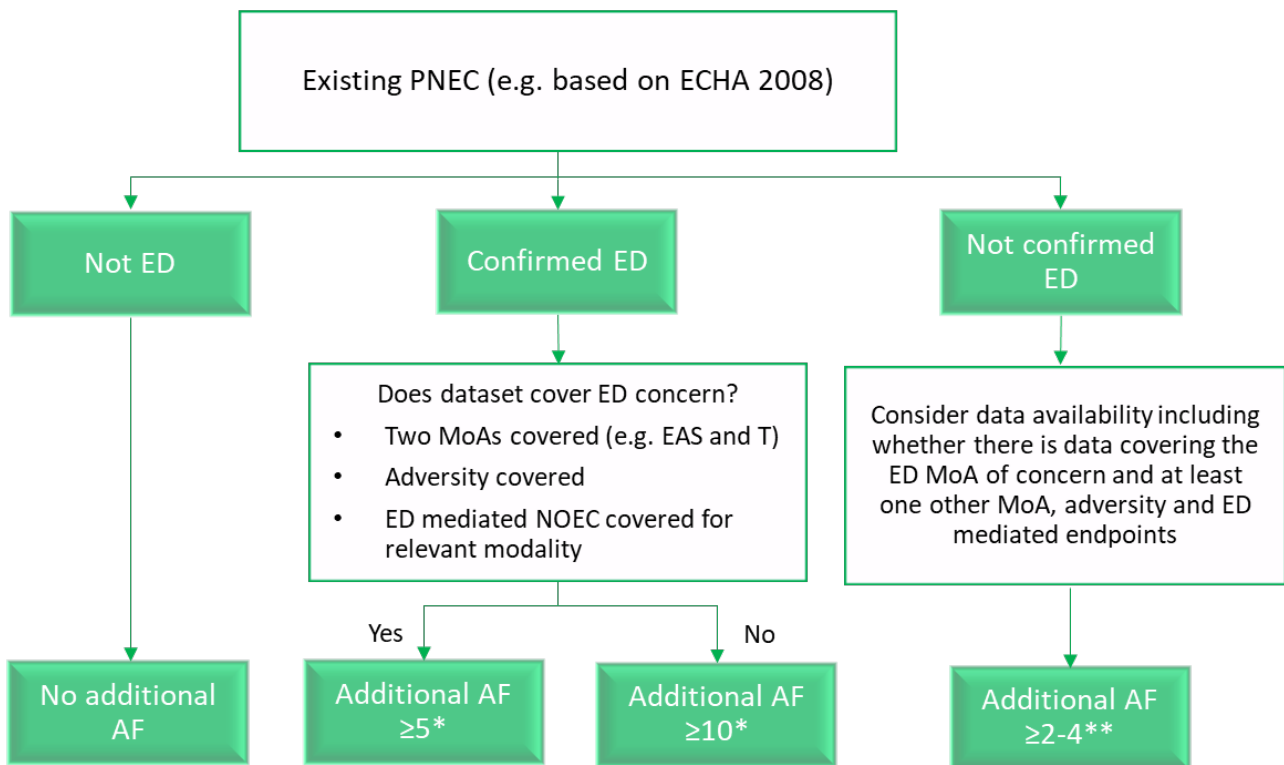 Existing PNEC (e.g. based on ECHA 2008)
Not ED
Confirmed ED
Not confirmed
ED
Does dataset cover ED concern?
• Two MoAs covered (e.g. EAS and T)
• Adversity covered
• ED mediated NOEC covered for
relevant modality
Consider data availability including
whether there is data covering the
ED MoA of concern and at least
one other MoA, adversity and ED
mediated endpoints
Yes
No
No additional
AF
Additional AF
≥5*
Additional AF
≥10*
Additional AF
≥2-4**